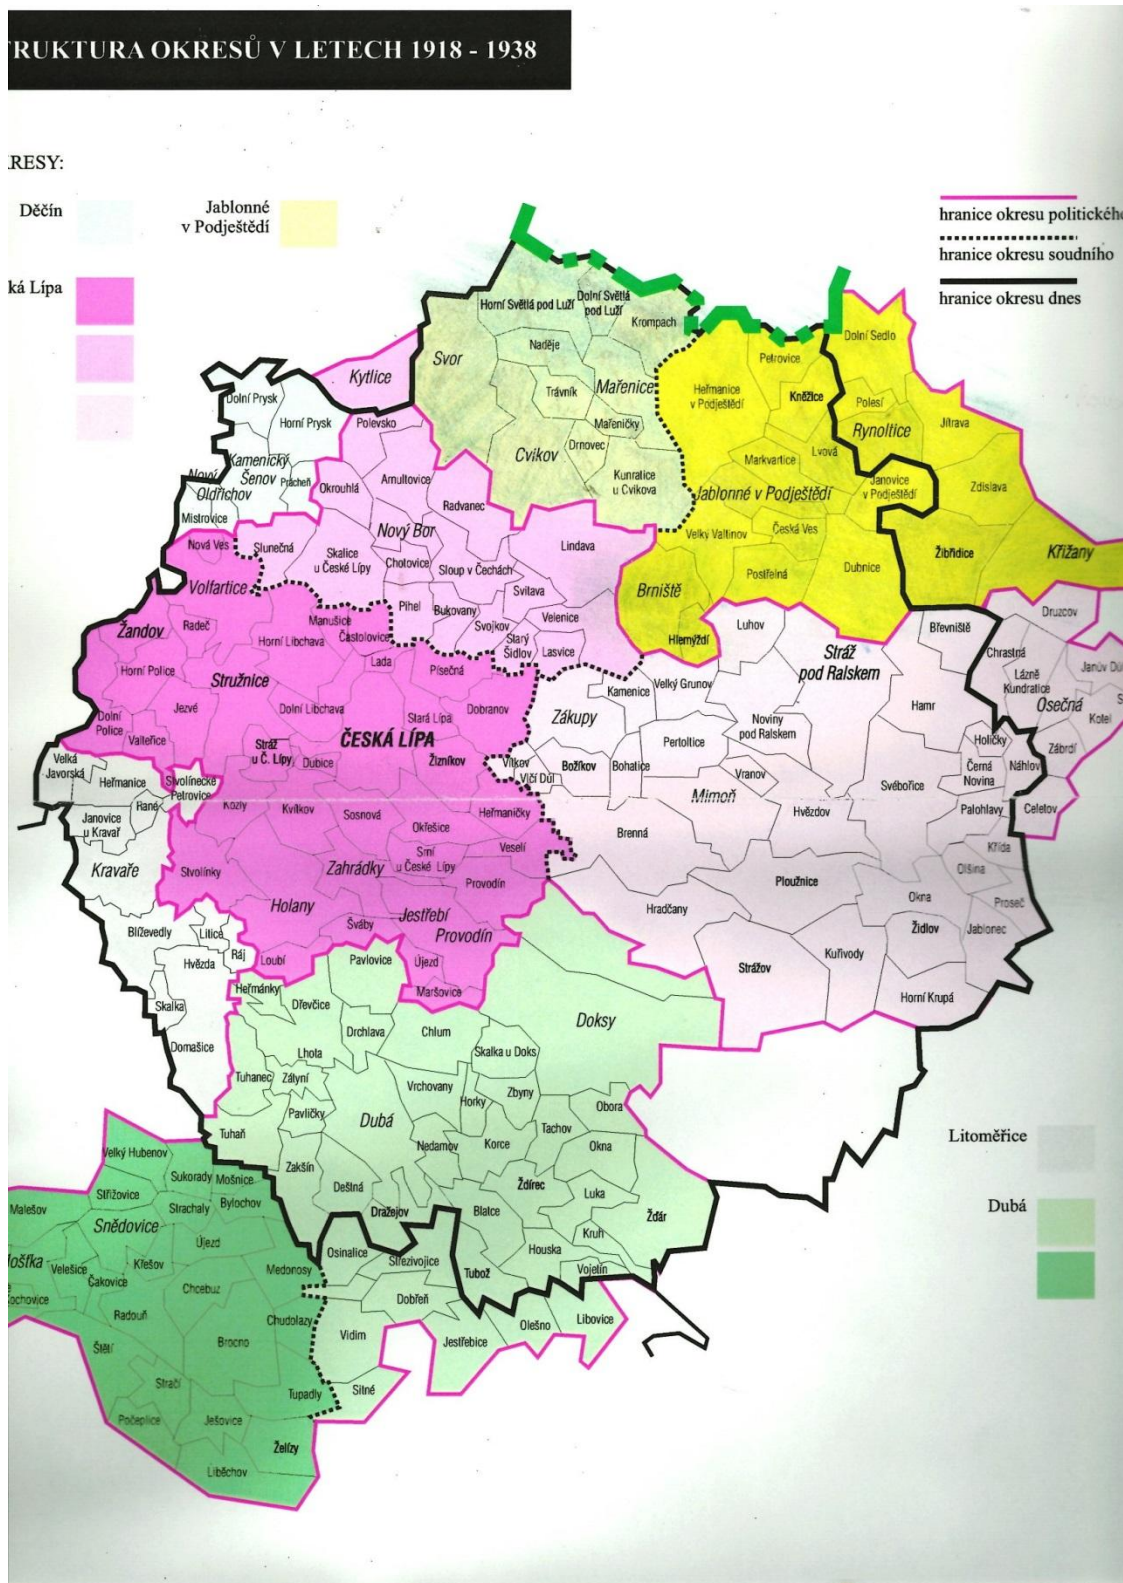 TRUKTURA OKRESŮ V LETECH 1918 - 1938
RESY:
Děčín
Jablonné
v Podještědí
ká Lípa
hranice okresu politickéh
hranice okresu soudního
hranice okresu dnes
Litoměřice
Dubá
Horní Světlá pod Luží
Dolní Světlá
pod Luží
Krompach
Svor
Naděje
Mařenice
Trávník
Mařeničky
Drnovec
Cvikov
Kunratice
u Cvikova
Kytlice
Dolní Prysk
Horní Prysk
Polevsko
Kamenický
Šenov
Prácheň
Nový
Oldřichov
Mistrovice
Okrouhlá
Arnultovice
Radvanec
Nový Bor
Nová Ves
Slunečná
Skalice
u České Lípy
Chotovice
Sloup v Čechách
Lindava
Svitava
Pihel
Bukovany
Svojkov
Velenice
Starý
Šidlov
Lasvice
Dolní Sedlo
Petrovice
Heřmanice
v Podještědí
Kněžice
Polesí
Rynoltice
Jítrava
Lvová
Markvartice
Janovice
v Podještědí
Zdislava
Jablonné v Podještědí
Velký Valtinov
Česká Ves
Postřelná
Dubnice
Žibřidice
Křižany
Brniště
Hlemýždí
Volfartice
Žandov
Radeč
Manušice
Častolovice
Horní Libchava
Lada
Písečná
Horní Police
Stružnice
Jezvé
Dolní Libchava
Stará Lípa
Dobranov
Dolní
Police
Valteřice
Stráž
u Č. Lípy
Dubice
ČESKÁ LÍPA
Žizníkov
Velká
Javorská
Heřmanice
Stvolínecké
Petrovice
Rané
Janovice
u Kravař
Kozly
Kvítkov
Sosnová
Okřešice
Heřmaničky
Veselí
Srní
u České Lípy
Kravaře
Stvolínky
Zahrádky
Provodín
Holany
Jestřebí
Šváby
Provodín
Blíževedly
Litice
Ráj
Hvězda
Loubí
Pavlovice
Újezd
Maršovice
Skalka
Domašice
Luhov
Stráž
pod Ralskem
Břevniště
Druzcov
Chrastná
Janův Dů
Lázně
Kundratice
Osečná
Kotel
S
Zábrdí
Kamenice
Velký Grunov
Zákupy
Hamr
Noviny
pod Ralskem
Pertoltice
Vítkov
Vlčí Důl
Božíkov
Bohatice
Vranov
Holičky
Černá
Novina
Náhlov
Mimoň
Svébořice
Hvězdov
Palohlavy
Celetov
Brenná
Křída
Ploužnice
Olšina
Hradčany
Okna
Proseč
Židlov
Jablonec
Strážov
Kuřivody
Horní Krupá
Heřmánky
Dřevčice
Doksy
Drchlava
Chlum
Lhota
Skalka u Doks
Tuhanec
Zátyní
Vrchovany
Zbyny
Pavličky
Horky
Obora
Dubá
Tachov
Tuhaň
Nedamov
Korce
Okna
Zakšín
Deštná
Ždírec
Luka
Dražejov
Blatce
Ždár
Kruh
Houska
Osinalice
Střezivojice
Tubož
Vojetín
Dobřeň
Olešno
Libovice
Vidim
Jestřebice
Sitné
Velký Hubenov
Sukorady
Mošnice
Střížovice
Strachaly
Bylochov
Malešov
Snědovice
Újezd
Velešice
Křešov
Medonosy
Čakovice
Chcebuz
ochovice
Radouň
Chudolazy
Štětí
Brocno
Stračí
Tupadly
Počeplice
Ješovice
Želízy
Liběchov